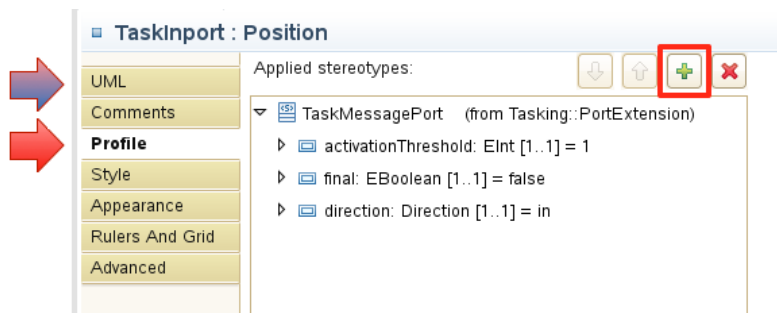 TaskInport : Position
Applied stereotypes:
UML
Comments
Profile
Style
Appearance
Rulers And Grid
Advanced
TaskMessagePort (from Tasking::PortExtension)
activationThreshold: EInt [1..1] = 1
final: EBoolean [1..1] = false
direction: Direction [1..1] = in